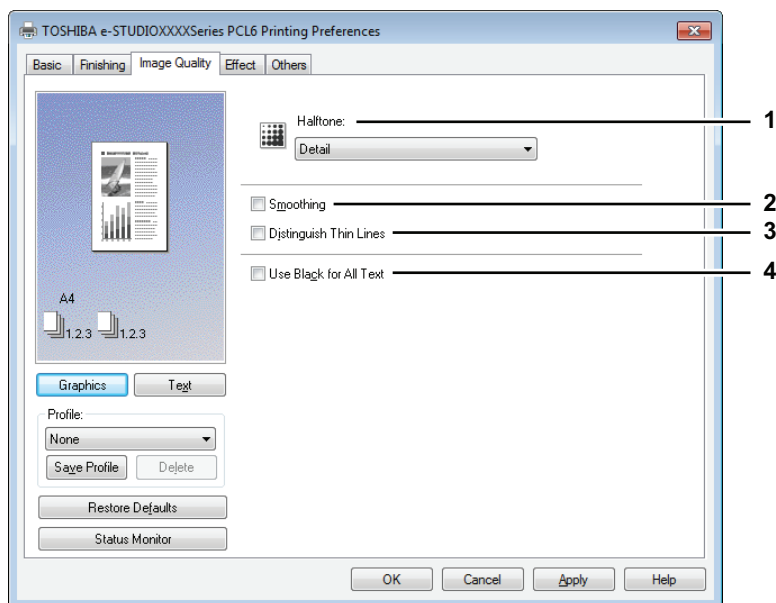 TOSHIBA e-STUDIOXXXXSeries PCL6 Printing Preferences
Basic Finishing Image Quality Effect Others
Halftone: 1
Detail
Smoothing 2
Distinguish Thin Lines 3
Use Black for All Text 4
A4
1.2.3 1.2.3
Graphics Text
Profile:
None
Save Profile Delete
Restore Defaults
Status Monitor
OK Cancel Apply Help